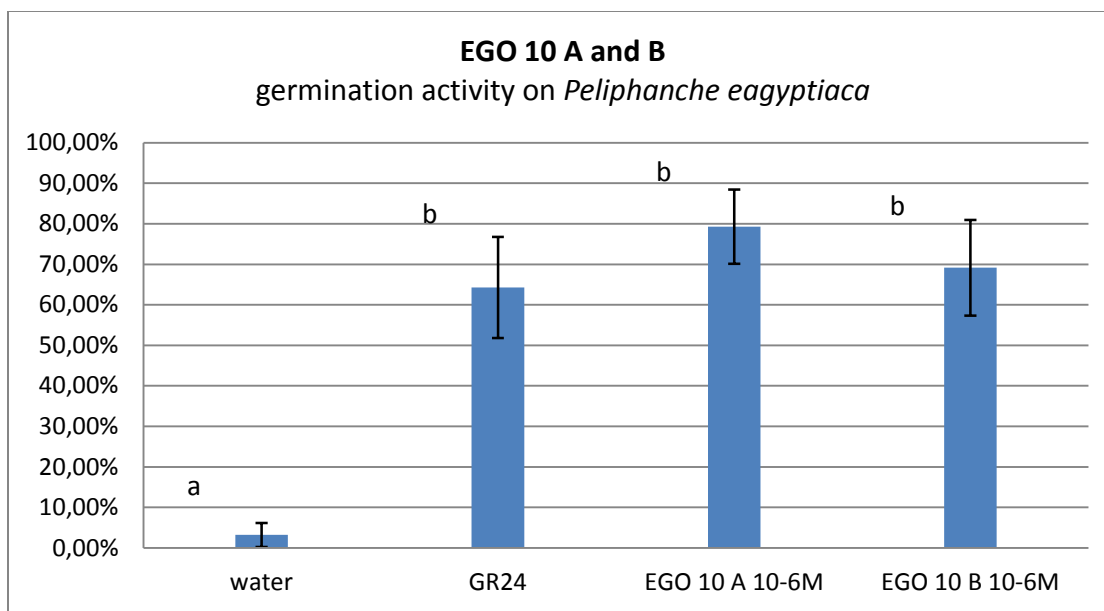 EGO 10 A and B
germination activity on Peliphanche eagyptiaca
100,00%
90,00%
80,00%
70,00%
60,00%
50,00%
40,00%
30,00%
20,00%
10,00%
0,00%
a
b
b
b
water GR24 EGO 10 A 10-6M EGO 10 B 10-6M